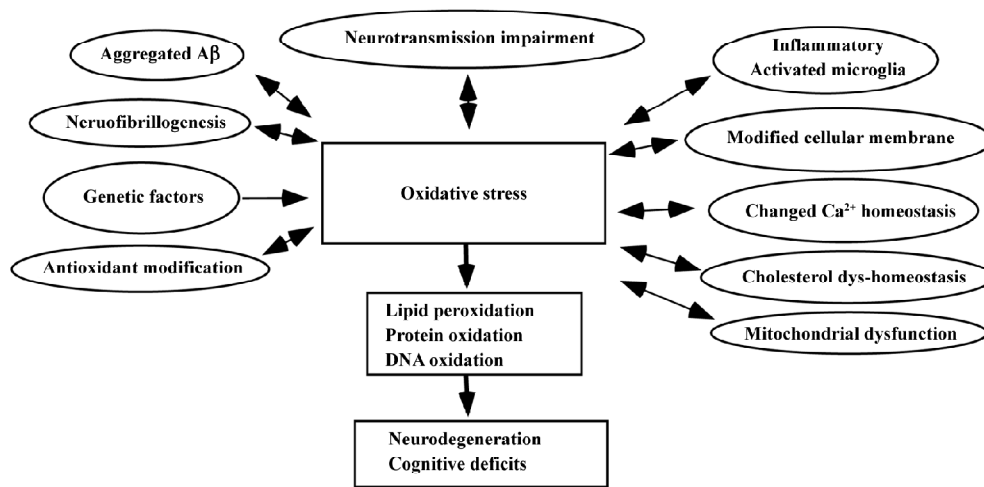 Neurotransmission impairment
Aggregated Aβ
Inflammatory
Activated microglia
Neruofibrillogenesis
Modified cellular membrane
Oxidative stress
Genetic factors
Changed Ca²⁺ homeostasis
Antioxidant modification
Cholesterol dys-homeostasis
Lipid peroxidation
Protein oxidation
DNA oxidation
Mitochondrial dysfunction
Neurodegeneration
Cognitive deficits